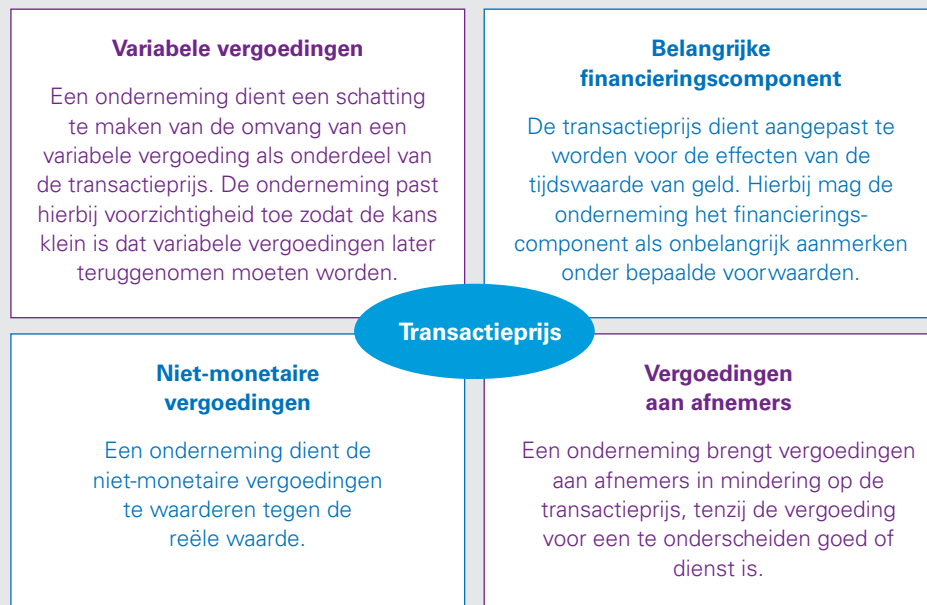 Variabele vergoedingen
Een onderneming dient een schatting
te maken van de omvang van een
variabele vergoeding als onderdeel van
de transactieprijs. De onderneming past
hierbij voorzichtigheid toe zodat de kans
klein is dat variabele vergoedingen later
teruggenomen moeten worden.
Belangrijke
financieringscomponent
De transactieprijs dient aangepast te
worden voor de effecten van de
tijdswaarde van geld. Hierbij mag de
onderneming het financierings-
component als onbelangrijk aanmerken
onder bepaalde voorwaarden.
Transactieprijs
Niet-monetaire
vergoedingen
Een onderneming dient de
niet-monetaire vergoedingen
te waarderen tegen de
reële waarde.
Vergoedingen
aan afnemers
Een onderneming brengt vergoedingen
aan afnemers in mindering op de
transactieprijs, tenzij de vergoeding
voor een te onderscheiden goed of
dienst is.